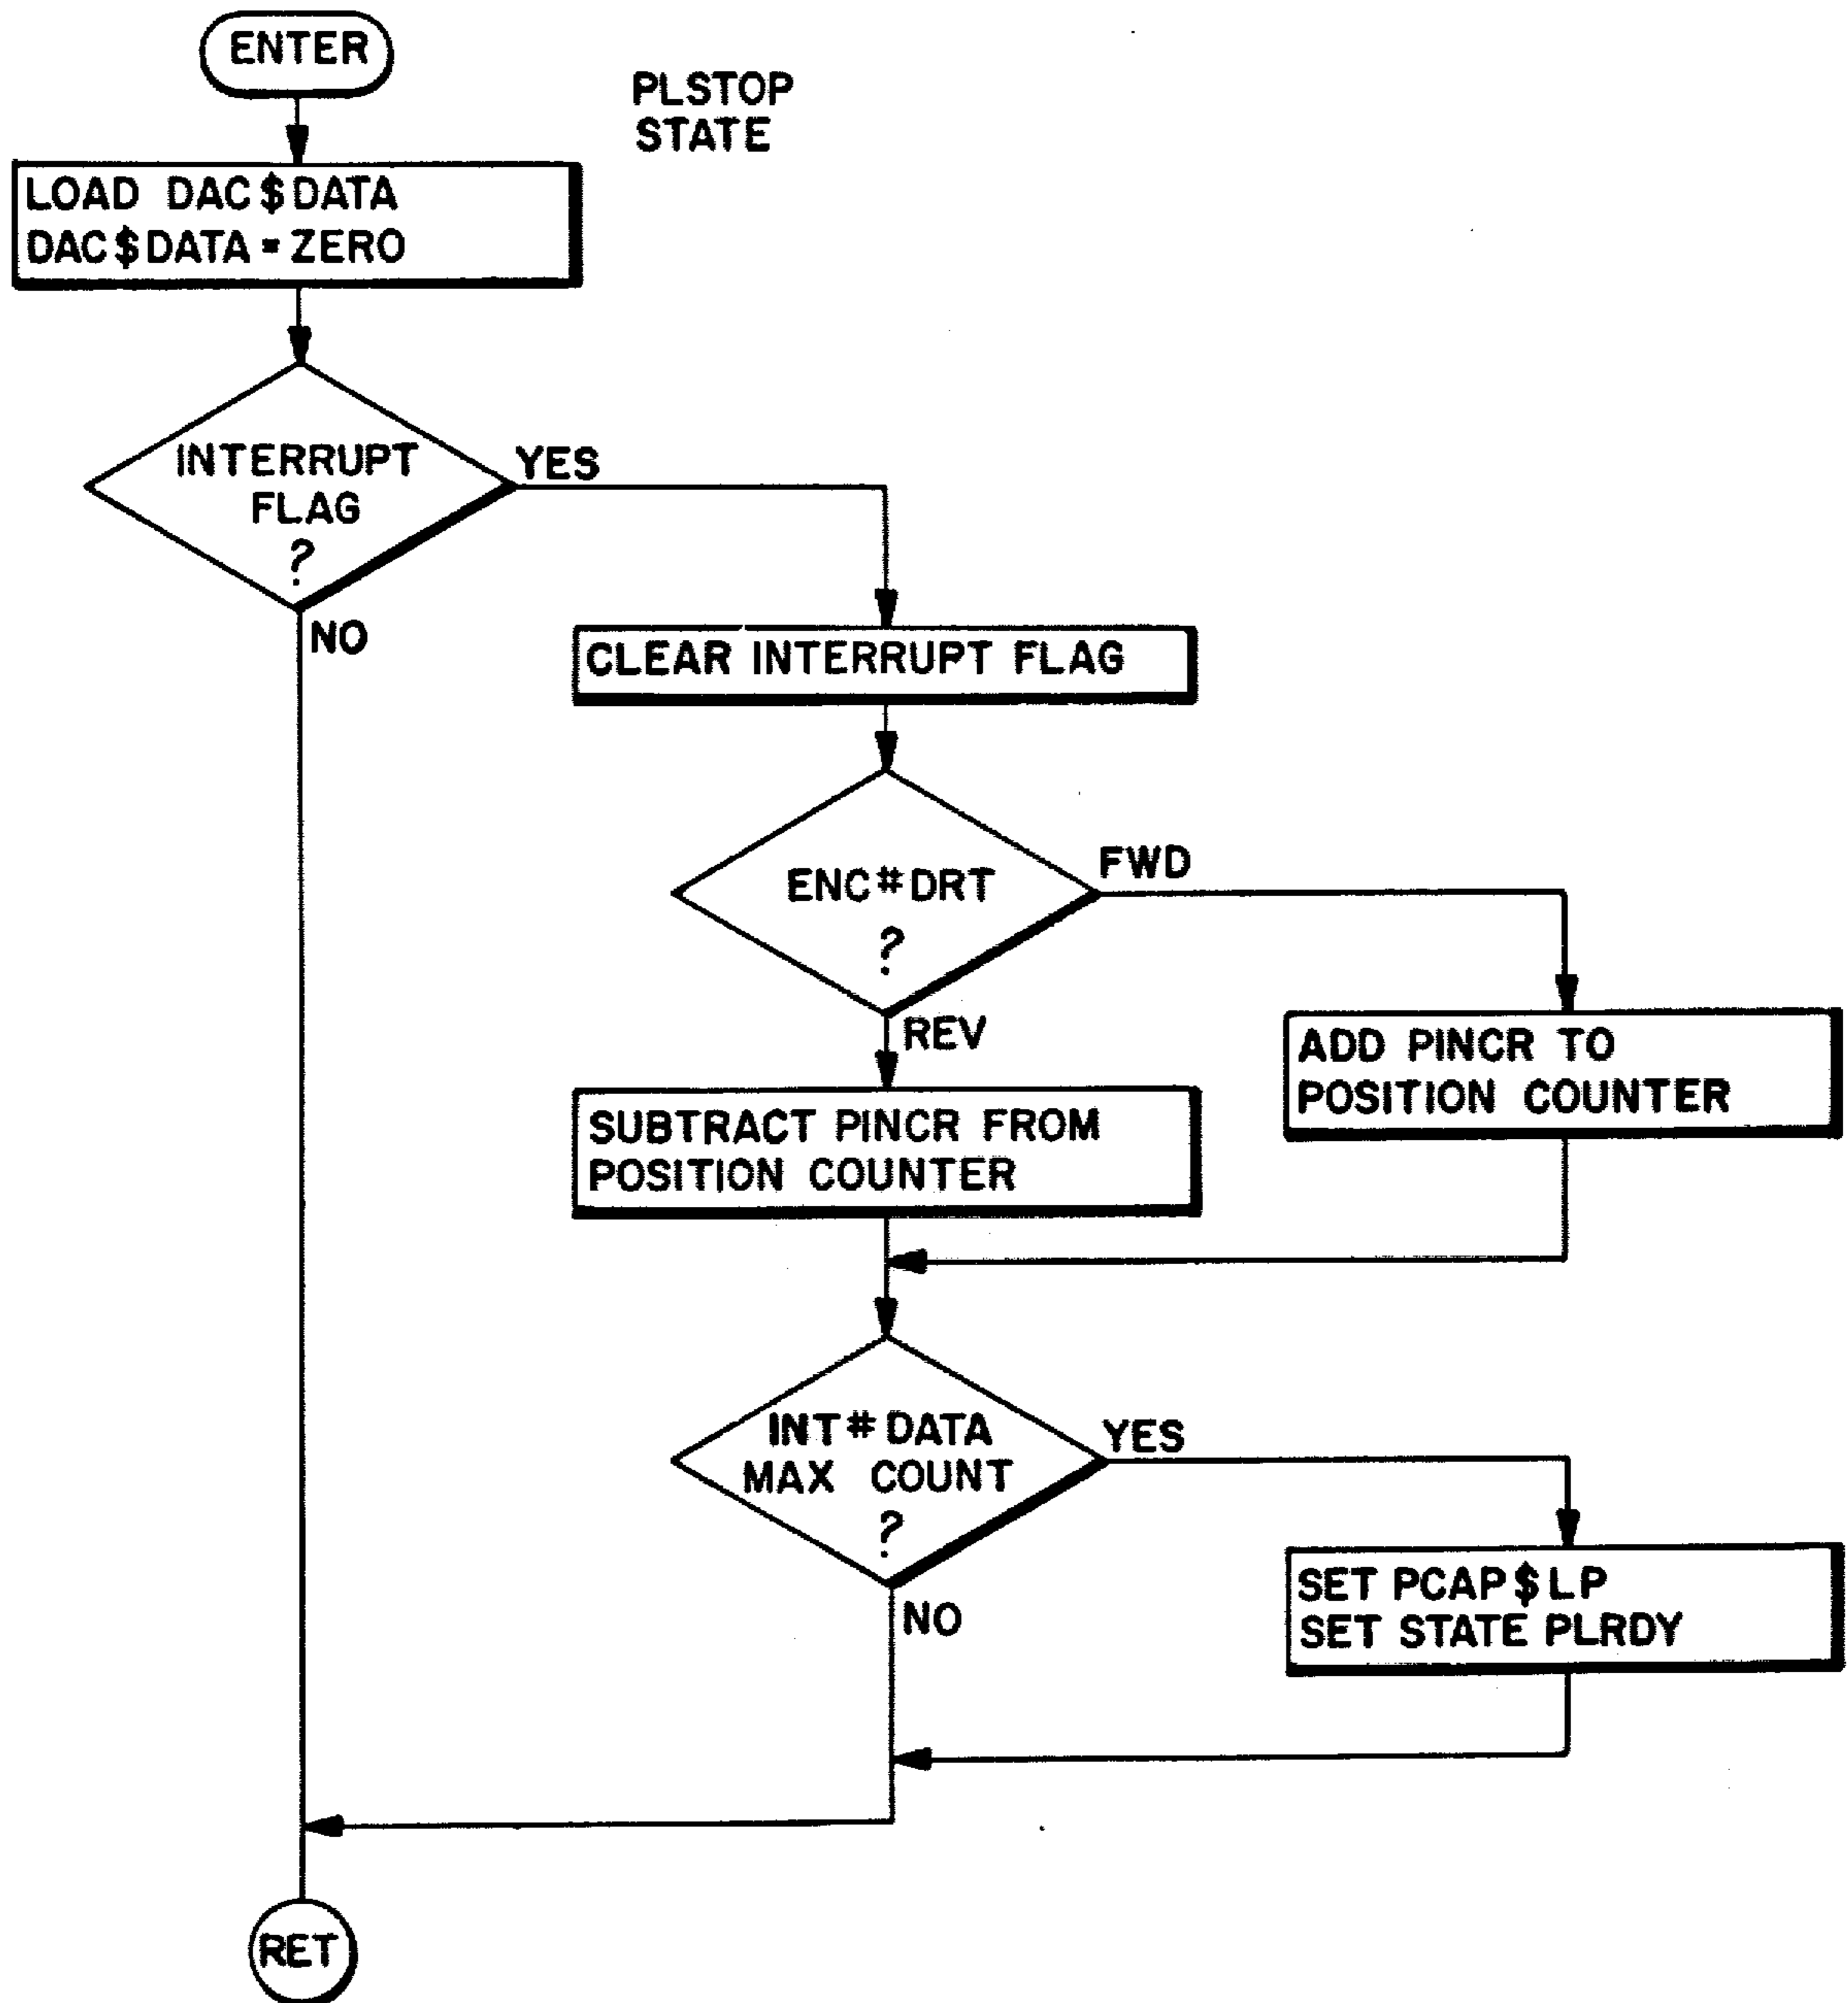 ENTER
PLSTOP
STATE
LOAD DAC$DATA
DAC$DATA = ZERO
INTERRUPT
FLAG
?
YES
NO
CLEAR INTERRUPT FLAG
ENC#DRT
?
FWD
REV
ADD PINCR TO
POSITION COUNTER
SUBTRACT PINCR FROM
POSITION COUNTER
INT#DATA
MAX COUNT
?
YES
NO
SET PCAP$LP
SET STATE PLRDY
RET